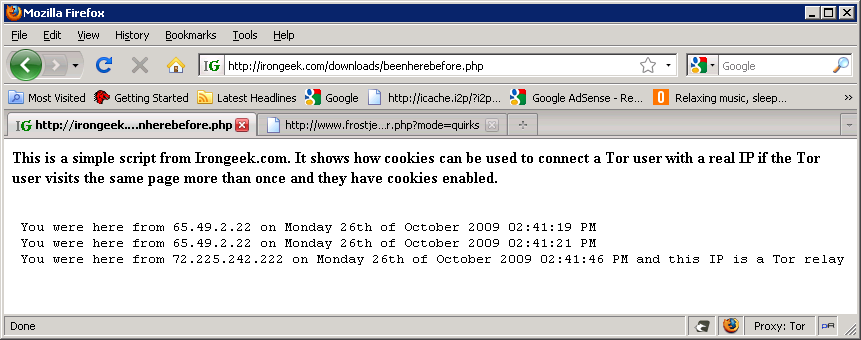 Mozilla Firefox
File Edit View History Bookmarks Tools Help
IG http://irongeek.com/downloads/beenherebefore.php Google
Most Visited Getting Started Latest Headlines Google http://icache.i2p/?i2p... Google AdSense - Re... Relaxing music, sleep... »
IG http://irongeek....nherebefore.php http://www.frostje...r.php?mode=quirks
This is a simple script from Irongeek.com. It shows how cookies can be used to connect a Tor user with a real IP if the Tor
user visits the same page more than once and they have cookies enabled.
You were here from 65.49.2.22 on Monday 26th of October 2009 02:41:19 PM
You were here from 65.49.2.22 on Monday 26th of October 2009 02:41:21 PM
You were here from 72.225.242.222 on Monday 26th of October 2009 02:41:46 PM and this IP is a Tor relay
Done Proxy: Tor pR